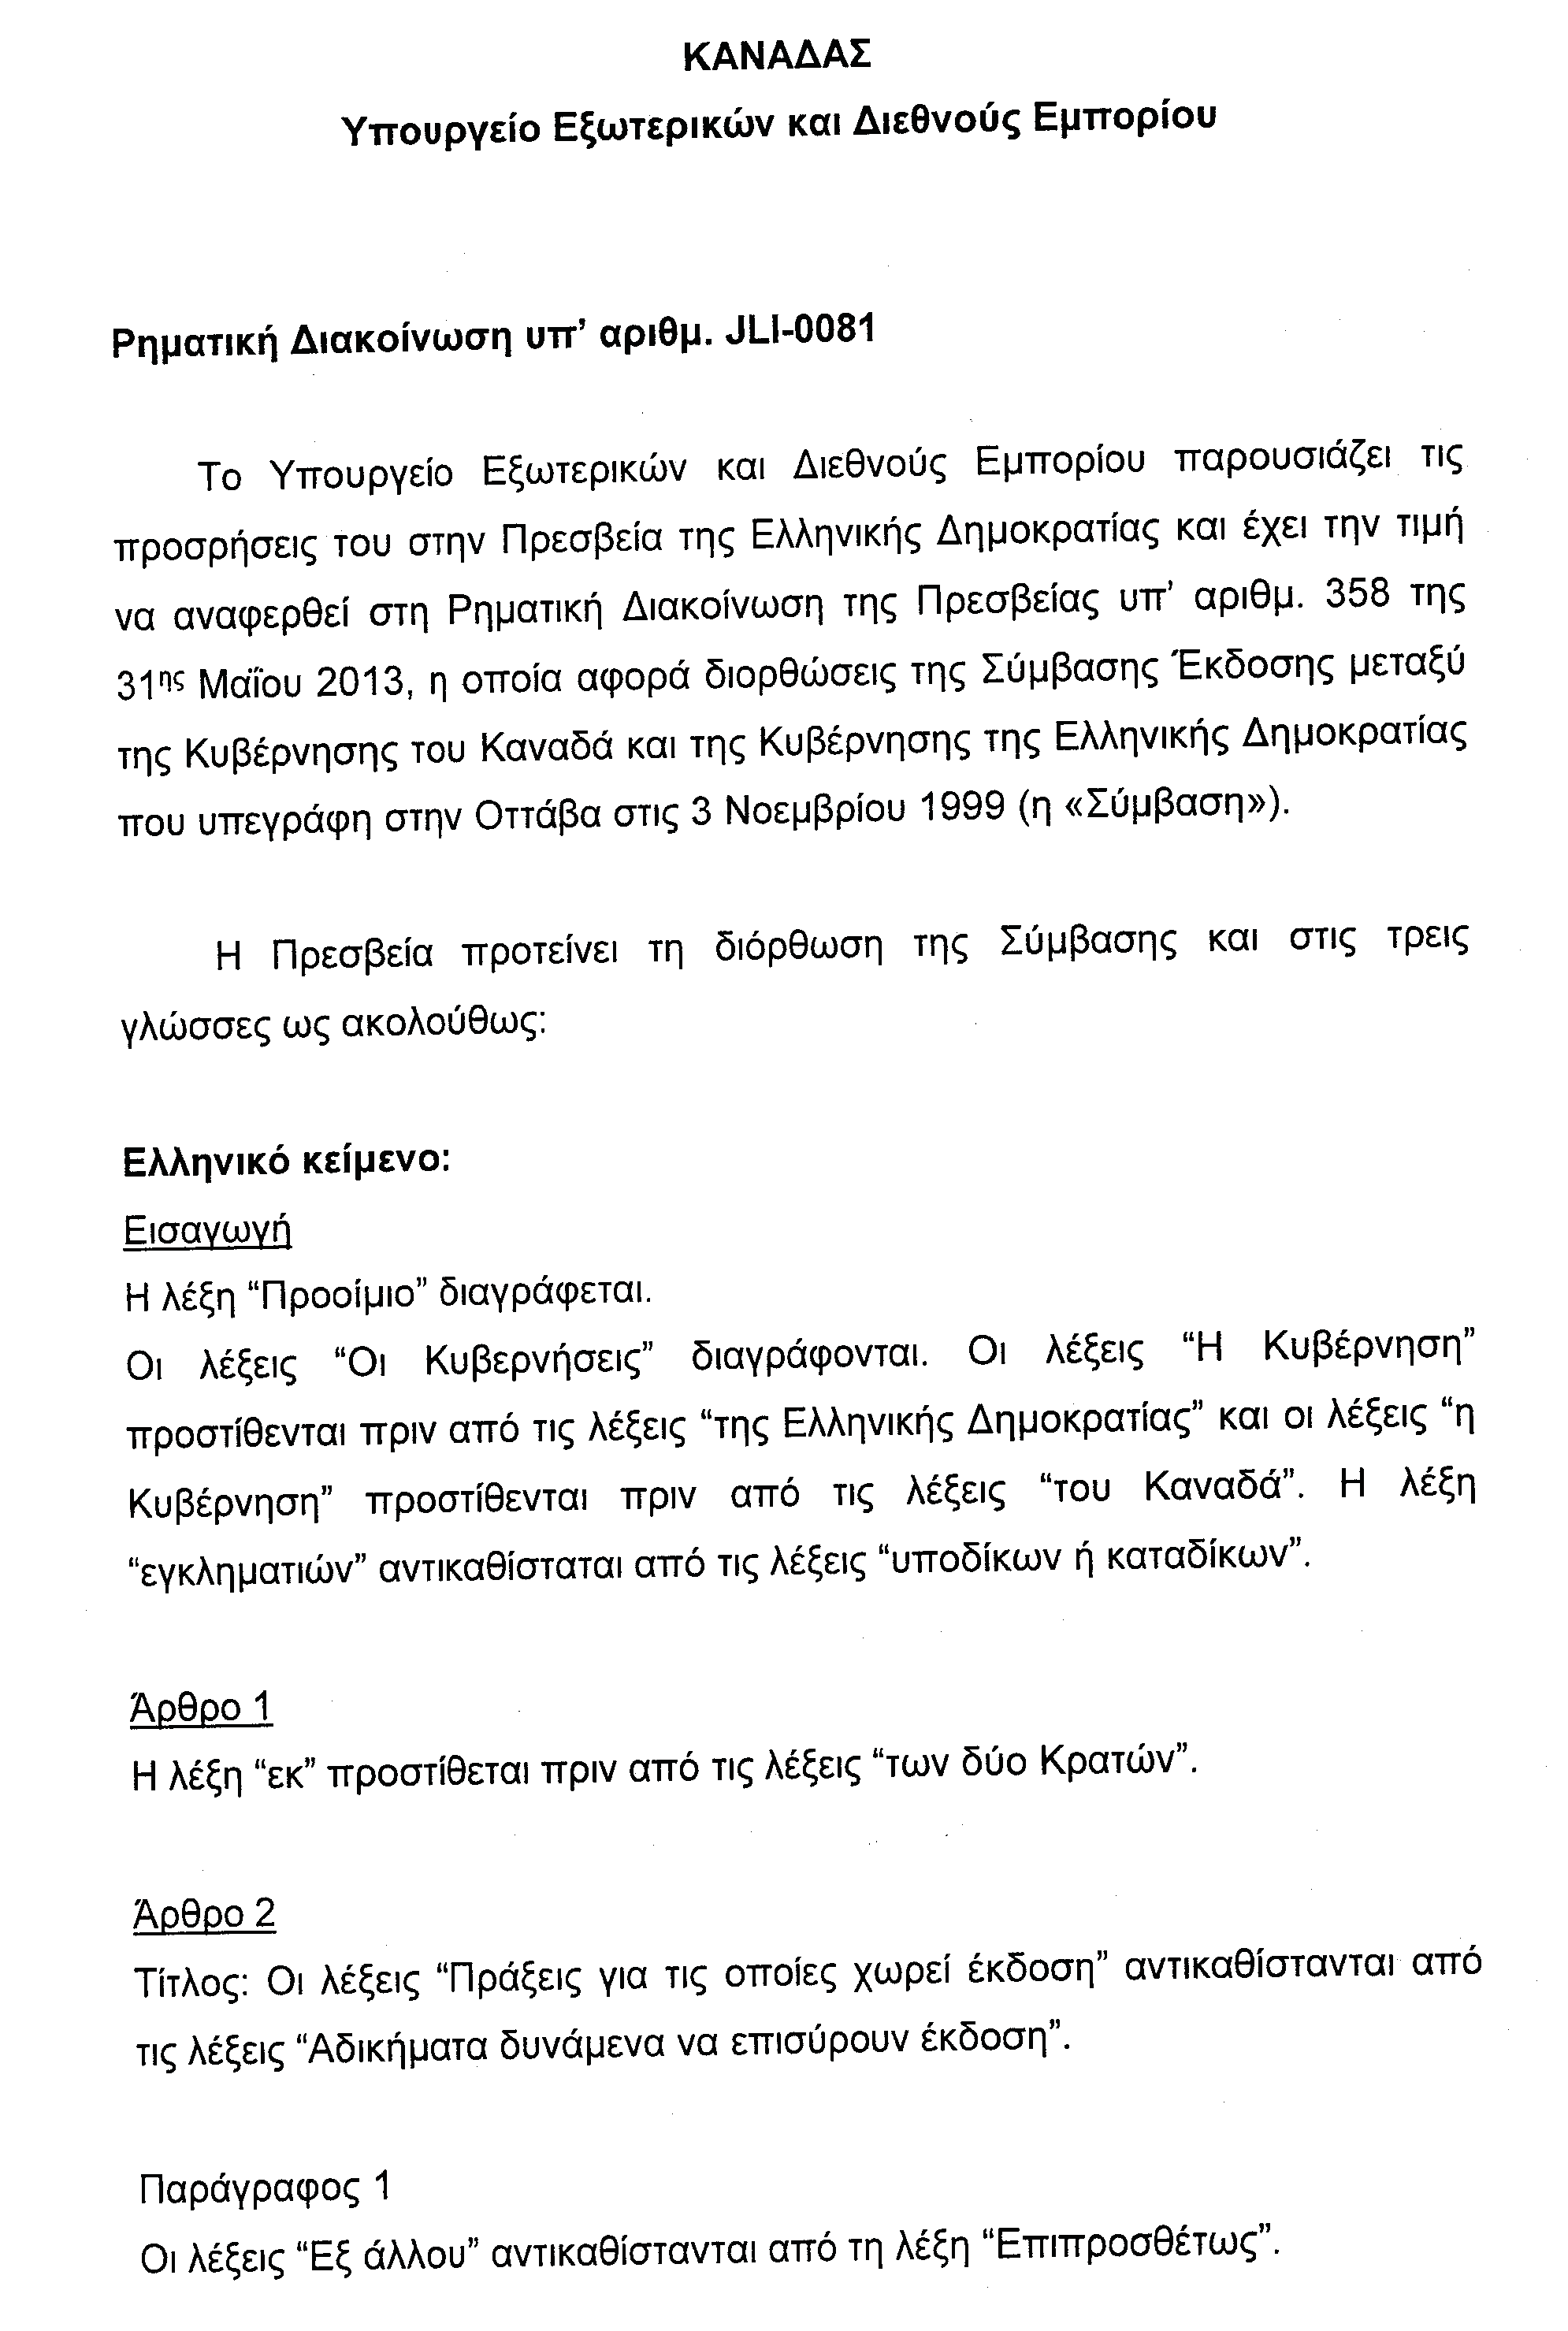 ΚΑΝΑΔΑΣ
Υπουργείο Εξωτερικών και Διεθνούς Εμπορίου
Ρηματική Διακοίνωση υπ’ αριθμ. JLI-0081
Το Υπουργείο Εξωτερικών και Διεθνούς Εμπορίου παρουσιάζει τις
προσρήσεις του στην Πρεσβεία της Ελληνικής Δημοκρατίας και έχει την τιμή
να αναφερθεί στη Ρηματική Διακοίνωση της Πρεσβείας υπ’ αριθμ. 358 της
31ης Μαΐου 2013, η οποία αφορά διορθώσεις της Σύμβασης Έκδοσης μεταξύ
της Κυβέρνησης του Καναδά και της Κυβέρνησης της Ελληνικής Δημοκρατίας
που υπεγράφη στην Οττάβα στις 3 Νοεμβρίου 1999 (η «Σύμβαση»).
Η Πρεσβεία προτείνει τη διόρθωση της Σύμβασης και στις τρεις
γλώσσες ως ακολούθως:
Ελληνικό κείμενο:
Εισαγωγή
Η λέξη “Προοίμιο” διαγράφεται.
Οι λέξεις “Οι Κυβερνήσεις” διαγράφονται. Οι λέξεις “Η Κυβέρνηση”
προστίθενται πριν από τις λέξεις “της Ελληνικής Δημοκρατίας” και οι λέξεις “η
Κυβέρνηση” προστίθενται πριν από τις λέξεις “του Καναδά”. Η λέξη
“εγκληματιών” αντικαθίσταται από τις λέξεις “υποδίκων ή καταδίκων”.
Άρθρο 1
Η λέξη “εκ” προστίθεται πριν από τις λέξεις “των δύο Κρατών”.
Άρθρο 2
Τίτλος: Οι λέξεις “Πράξεις για τις οποίες χωρεί έκδοση” αντικαθίστανται από
τις λέξεις “Αδικήματα δυνάμενα να επισύρουν έκδοση”.
Παράγραφος 1
Οι λέξεις “Εξ άλλου” αντικαθίστανται από τη λέξη “Επιπροσθέτως”.